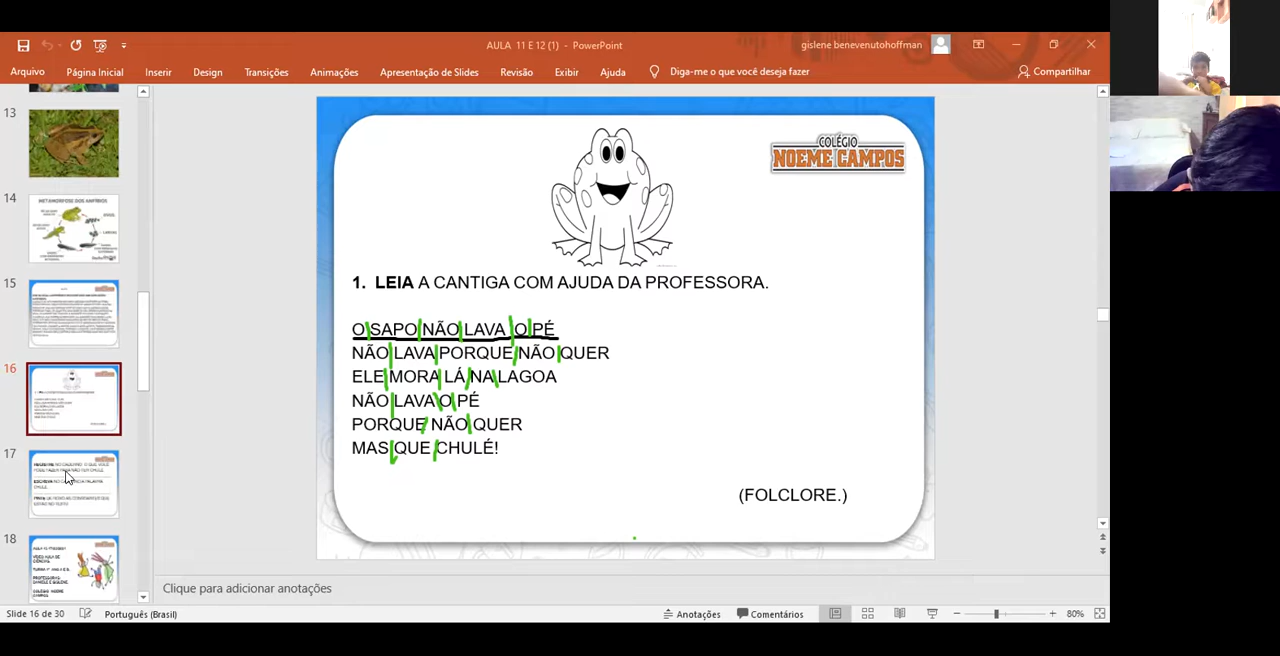 AULA 11 E 12 (1) - PowerPoint
gislene benevenutohoffman
Arquivo Página Inicial Inserir Design Transições Animações Apresentação de Slides Revisão Exibir Ajuda Diga-me o que você deseja fazer Compartilhar
13
14
METAMORFOSE DOS ANFÍBIOS
15
16
17
18
COLÉGIO
NOEME CAMPOS
1. LEIA A CANTIGA COM AJUDA DA PROFESSORA.
O SAPO NÃO LAVA O PÉ
NÃO LAVA PORQUE NÃO QUER
ELE MORA LÁ NA LAGOA
NÃO LAVA O PÉ
PORQUE NÃO QUER
MAS QUE CHULÉ!
(FOLCLORE.)
Clique para adicionar anotações
Slide 16 de 30 Português (Brasil) Anotações Comentários 80%